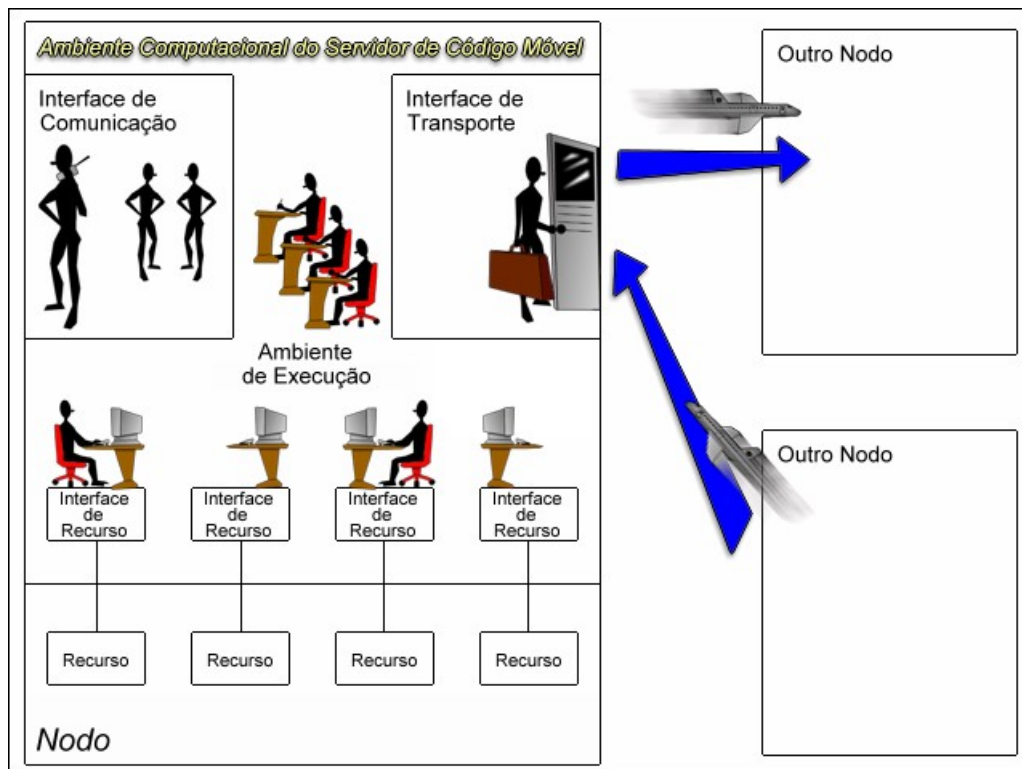 Ambiente Computacional do Servidor de Código Móvel
Interface de
Comunicação
Interface de
Transporte
Outro Nodo
Ambiente
de Execução
Interface
de
Recurso
Interface
de
Recurso
Interface
de
Recurso
Interface
de
Recurso
Recurso
Recurso
Recurso
Recurso
Nodo
Outro Nodo